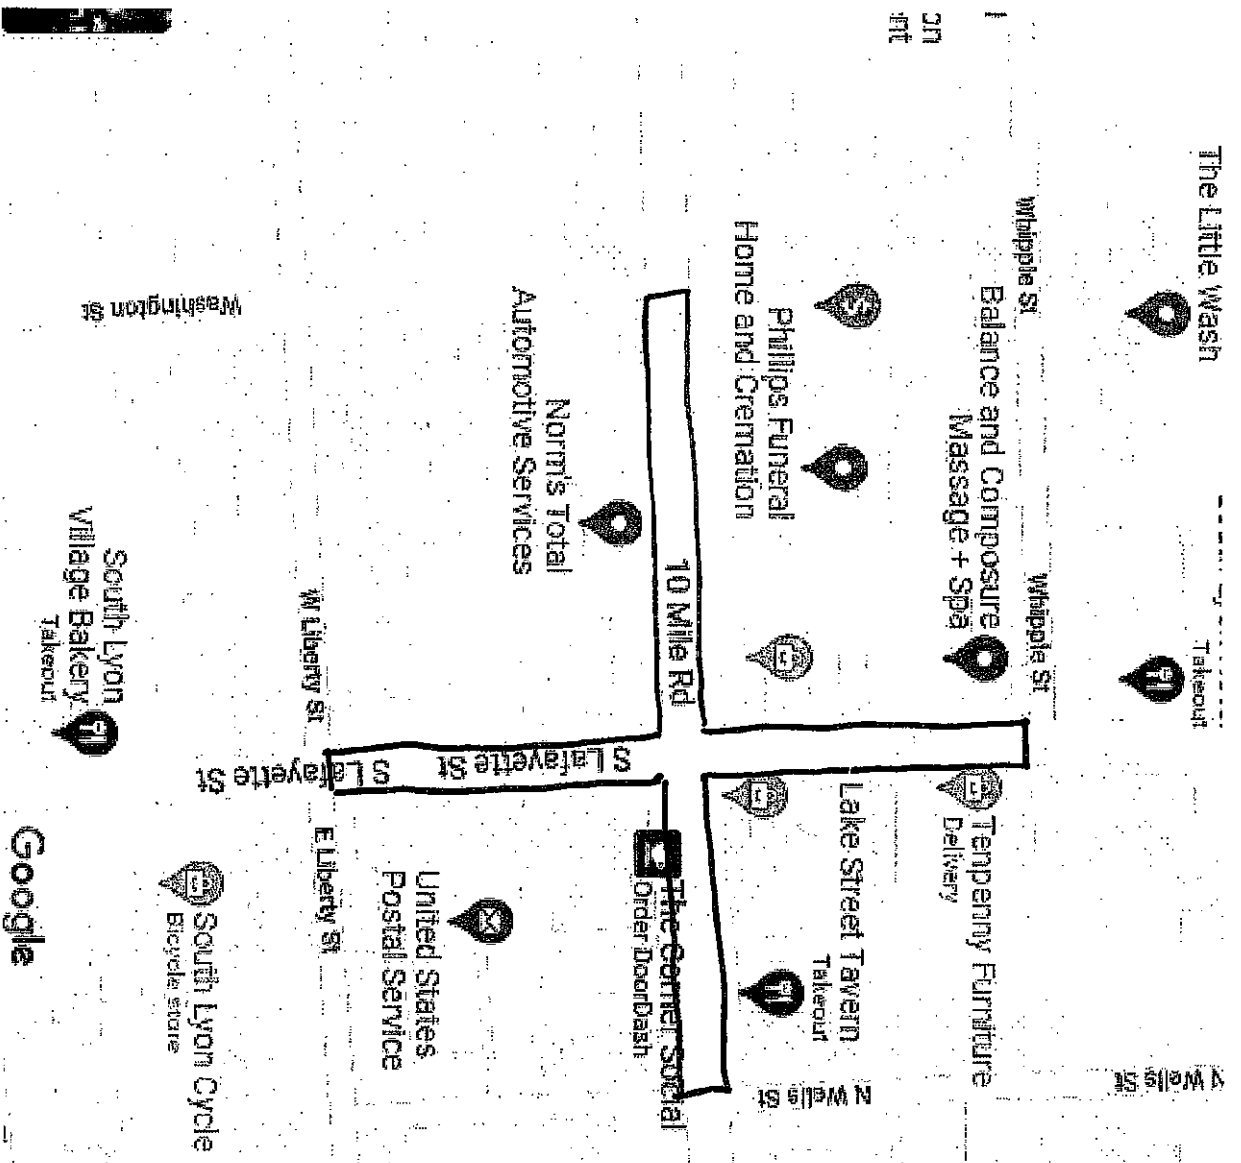 The Little Wash
Whipple St
Balance and Composure
Massage + Spa
Whipple St
Takeout
Phillips Funeral
Home and Cremation
Norm's Total
Automotive Services
Washington St
10 Mile Rd
W Liberty St
South Lyon
Village Bakery
Takeout
S Lafayette St
S Lafayette St
Tenpenny Furniture
Delivery
Lake Street Tavern
Takeout
The Corner Social
Order DoorDash
United States
Postal Service
E Liberty St
South Lyon Cycle
Bicycle store
N Wells St
N Wells St
Google